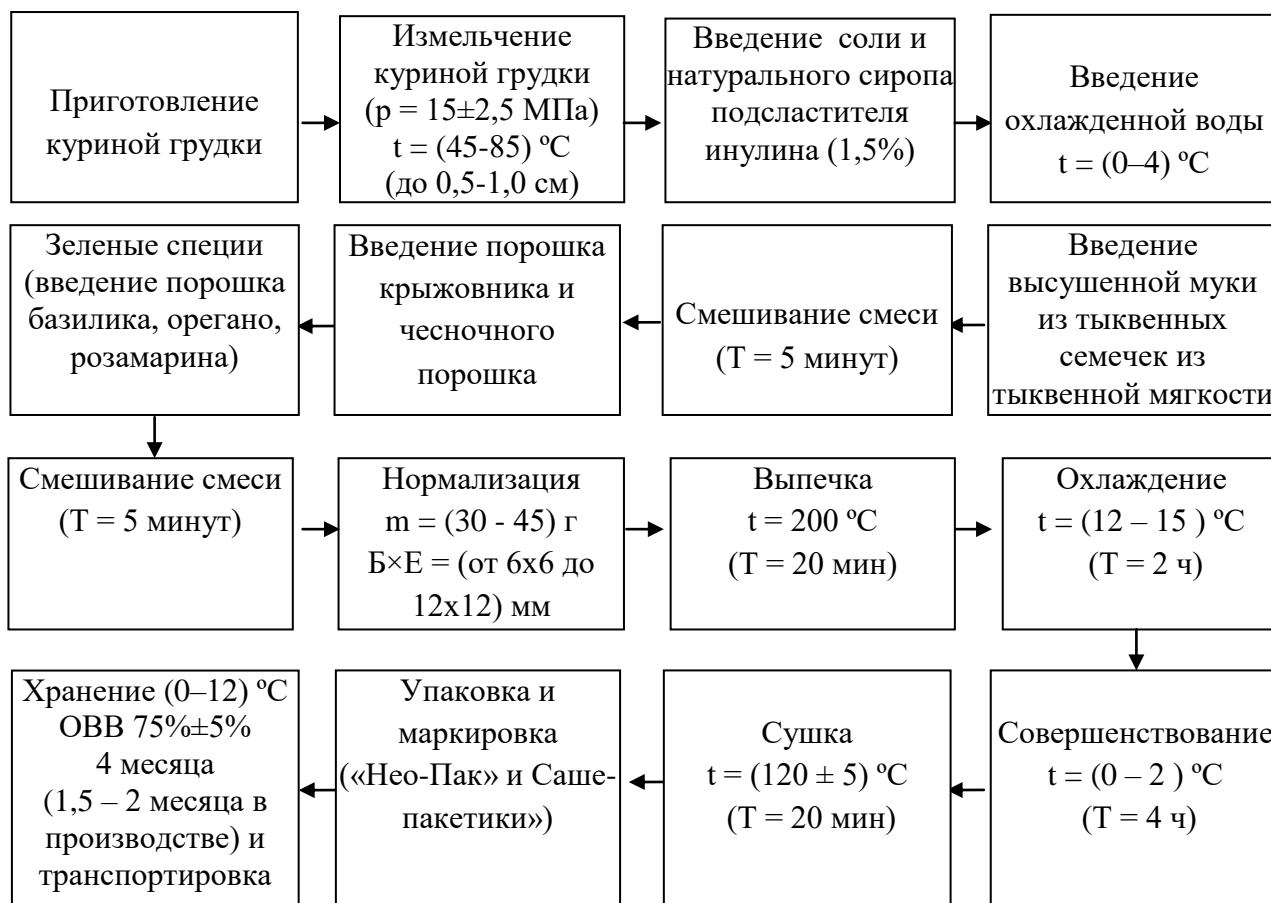 Приготовление
куриной грудки
Измельчение
куриной грудки
(p = 15±2,5 МПа)
t = (45-85) ºС
(до 0,5-1,0 см)
Введение соли и
натурального сиропа
подсластителя
инулина (1,5%)
Введение
охлажденной воды
t = (0–4) ºС
Введение
высушенной муки
из тыквенных
семечек из
тыквенной мягкости
Смешивание смеси
(Т = 5 минут)
Введение порошка
крыжовника и
чесночного
порошка
Зеленые специи
(введение порошка
базилика, орегано,
розамарина)
Смешивание смеси
(Т = 5 минут)
Нормализация
m = (30 - 45) г
Б×Е = (от 6х6 до
12х12) мм
Выпечка
t = 200 ºС
(Т = 20 мин)
Охлаждение
t = (12 – 15 ) ºС
(Т = 2 ч)
Совершенствование
t = (0 – 2 ) ºС
(Т = 4 ч)
Сушка
t = (120 ± 5) ºС
(Т = 20 мин)
Упаковка и
маркировка
(«Нео-Пак» и Саше-
пакетики»)
Хранение (0–12) ºС
ОВВ 75%±5%
4 месяца
(1,5 – 2 месяца в
производстве) и
транспортировка